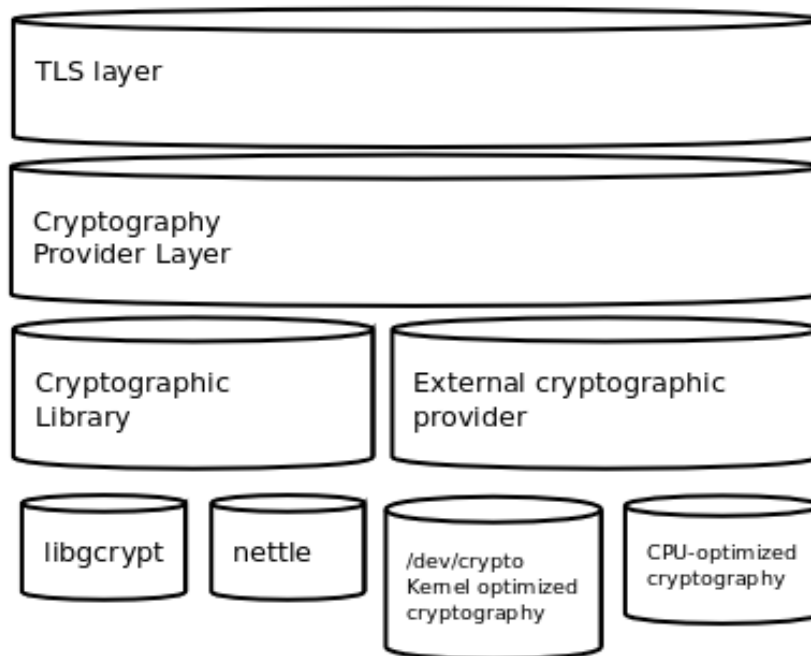 TLS layer
Cryptography
Provider Layer
Cryptographic
Library
External cryptographic
provider
libgcrypt
nettle
/dev/crypto
Kernel optimized
cryptography
CPU-optimized
cryptography